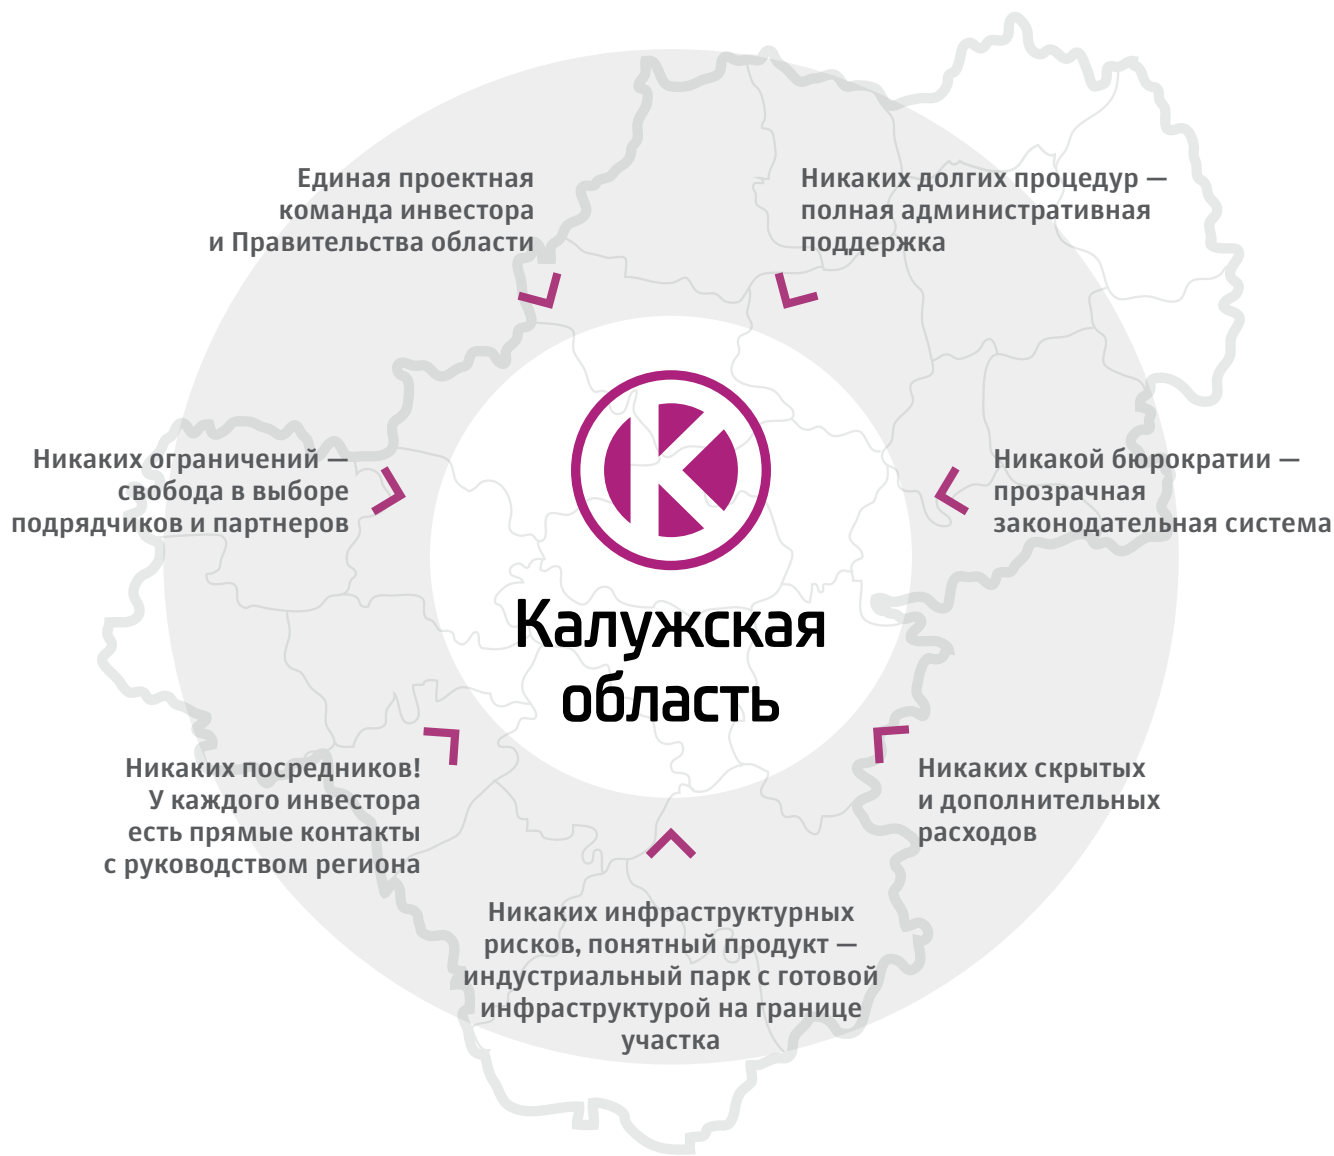 Единая проектная
команда инвестора
и Правительства области
Никаких долгих процедур —
полная административная
поддержка
Никаких ограничений —
свобода в выборе
подрядчиков и партнеров
Никакой бюрократии —
прозрачная
законодательная система
Калужская
область
Никаких посредников!
У каждого инвестора
есть прямые контакты
с руководством региона
Никаких скрытых
и дополнительных
расходов
Никаких инфраструктурных
рисков, понятный продукт —
индустриальный парк с готовой
инфраструктурой на границе
участка